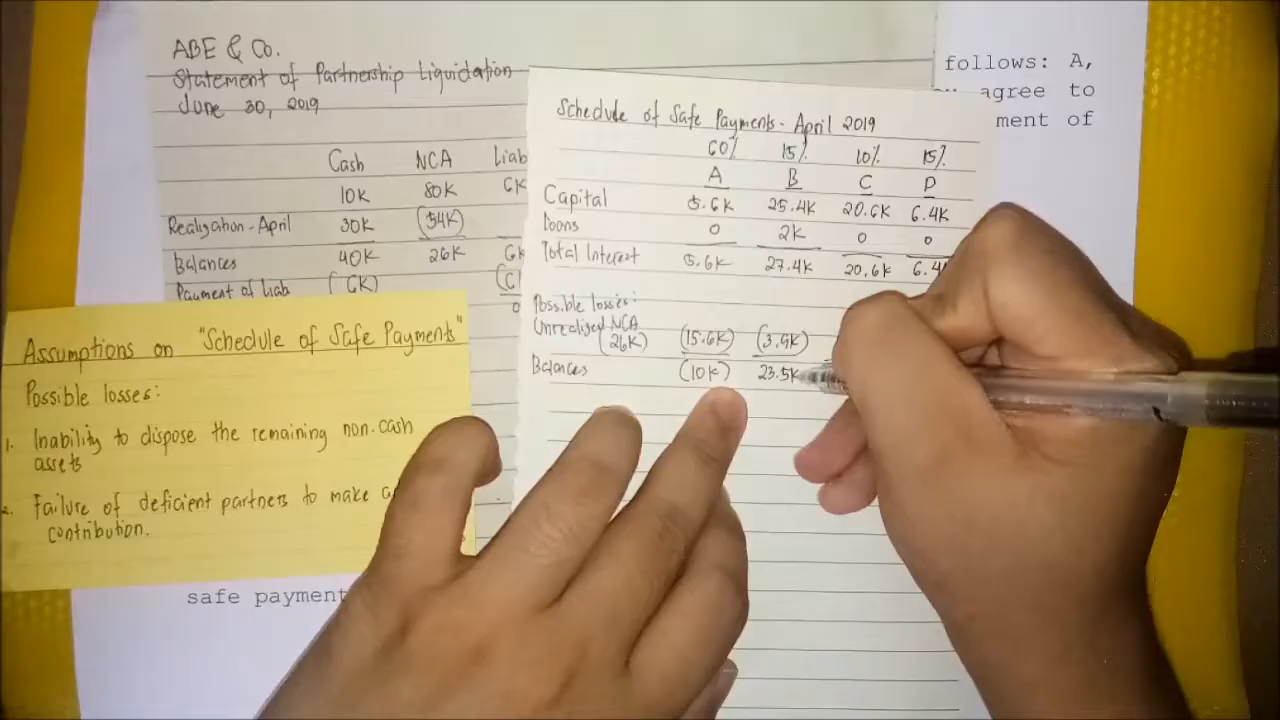 ABE & Co.
Statement of Partnership Liquidation
June 30, 2019
Cash NCA Liab
10K 80K 6K
Realization - April 30K (54K)
Balances 40K 26K 6K
Payment of Liab (6K)
0
follows: A,
agree to
ment of
Schedule of Safe Payments - April 2019
60% 15% 10% 15%
A B C D
Capital 5.6K 25.4K 20.6K 6.4K
Loans 0 2K 0 0
Total Interest 5.6K 27.4K 20.6K 6.4
Possible losses:
Unrealized NCA
(26K) (15.6K) (3.9K)
Balances (10K) 23.5K
Assumptions on "Schedule of Safe Payments"
Possible losses:
1. Inability to dispose the remaining non-cash
assets
2. Failure of deficient partners to make
contribution.
safe payment